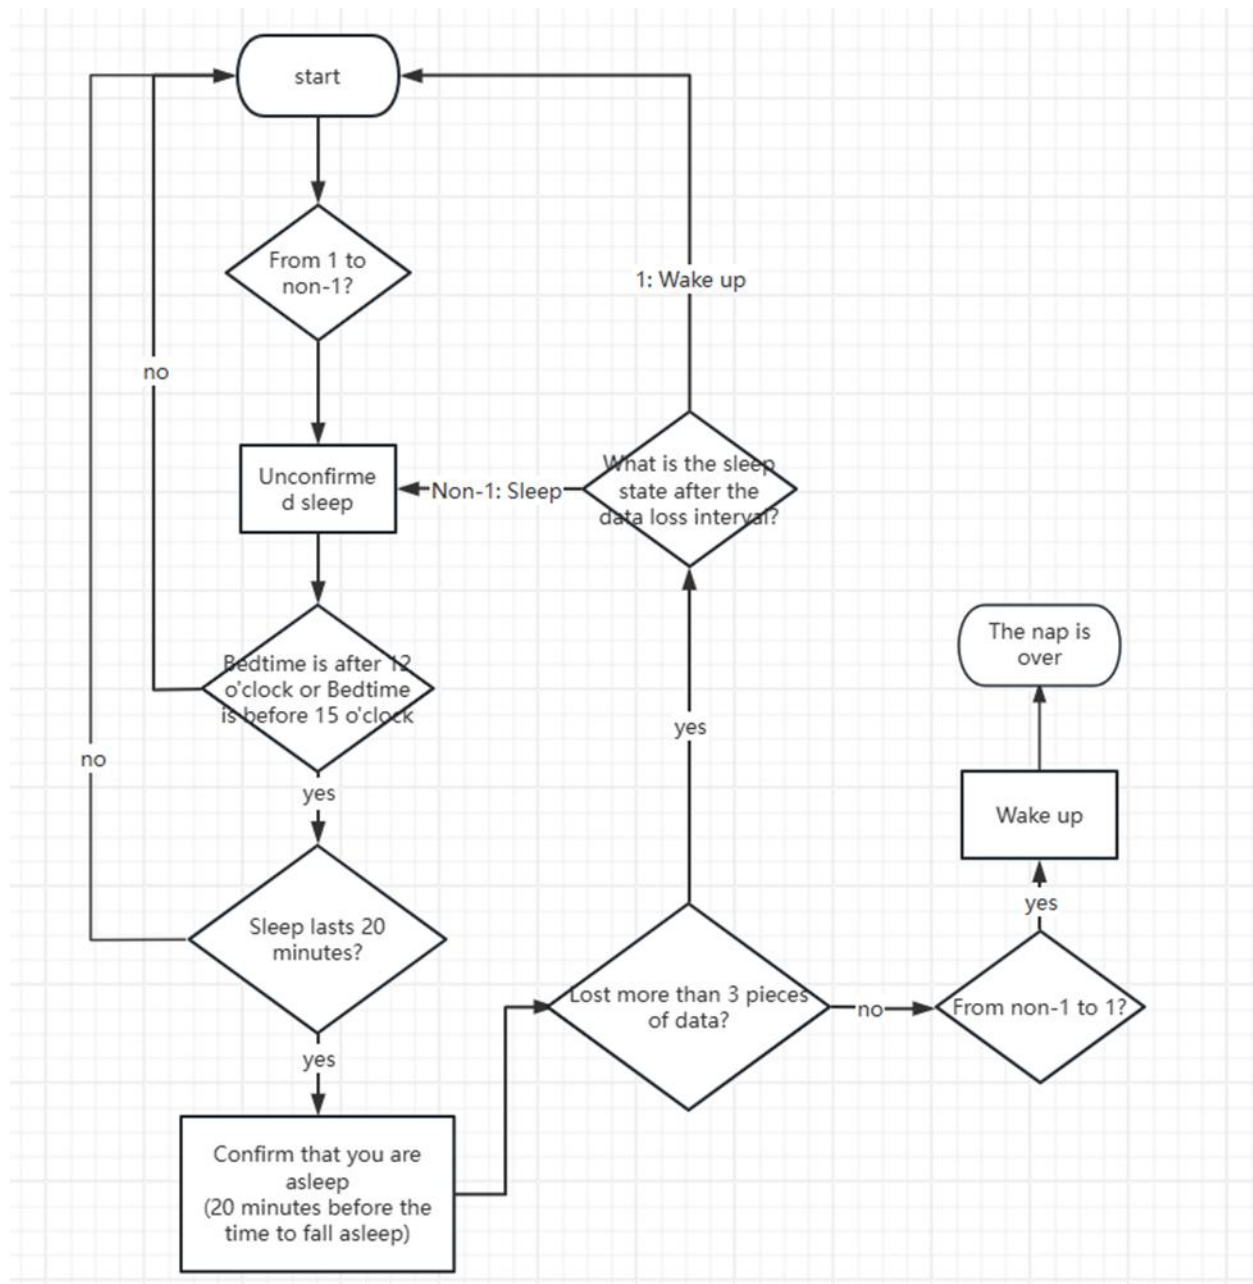 start
From 1 to
non-1?
1: Wake up
no
Unconfirme
d sleep
Non-1: Sleep
What is the sleep
state after the
data loss interval?
Bedtime is after 12
o'clock or Bedtime
is before 15 o'clock
The nap is
over
yes
no
yes
Wake up
yes
Sleep lasts 20
minutes?
Lost more than 3 pieces
of data?
no
From non-1 to 1?
yes
Confirm that you are
asleep
(20 minutes before the
time to fall asleep)